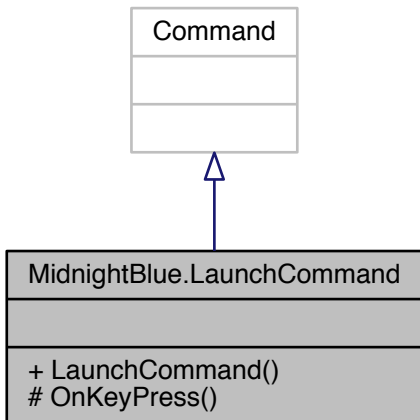 Command
MidnightBlue.LaunchCommand
+ LaunchCommand()
# OnKeyPress()